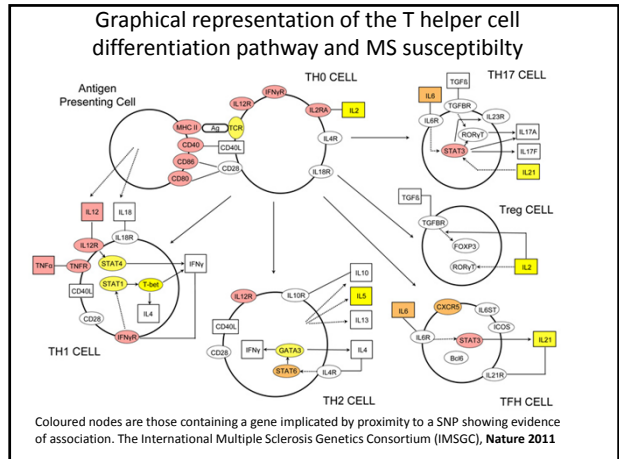 Graphical representation of the T helper cell
differentiation pathway and MS susceptibilty
Antigen
Presenting Cell
TH0 CELL
IFNγR
IL12R
IL2RA
IL2
MHC II
Ag
TCR
CD40
CD40L
CD86
CD28
CD80
IL4R
IL18R
TH17 CELL
TGFß
IL6
TGFBR
IL6R
IL23R
RORγT
IL17A
STAT3
IL17F
IL21
Treg CELL
TGFß
TGFBR
FOXP3
RORγT
IL2
IL12
IL18
IL18R
IL12R
TNFα
TNFR
STAT4
IFNγ
STAT1
T-bet
CD40L
IL4
CD28
IFNγR
TH1 CELL
IL12R
IL10R
IL10
IL5
IL13
CD40L
CD28
IFNγ
GATA3
IL4
STAT6
IL4R
TH2 CELL
IL6
CXCR5
IL6ST
ICOS
IL6R
STAT3
IL21
Bcl6
IL21R
TFH CELL
Coloured nodes are those containing a gene implicated by proximity to a SNP showing evidence
of association. The International Multiple Sclerosis Genetics Consortium (IMSGC), Nature 2011